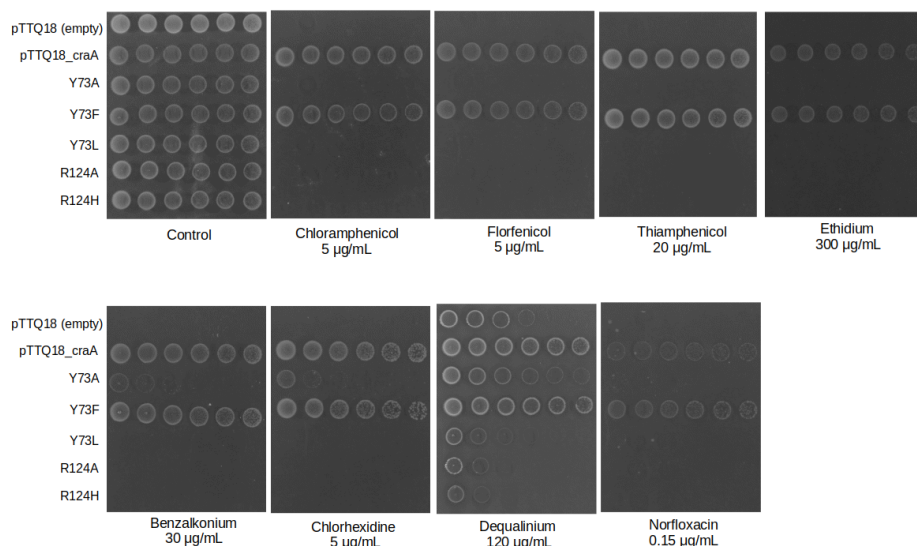 pTTQ18 (empty)
pTTQ18_craA
Y73A
Y73F
Y73L
R124A
R124H
Control
Chloramphenicol
5 µg/mL
Florfenicol
5 µg/mL
Thiamphenicol
20 µg/mL
Ethidium
300 µg/mL
pTTQ18 (empty)
pTTQ18_craA
Y73A
Y73F
Y73L
R124A
R124H
Benzalkonium
30 µg/mL
Chlorhexidine
5 µg/mL
Dequalinium
120 µg/mL
Norfloxacin
0.15 µg/mL